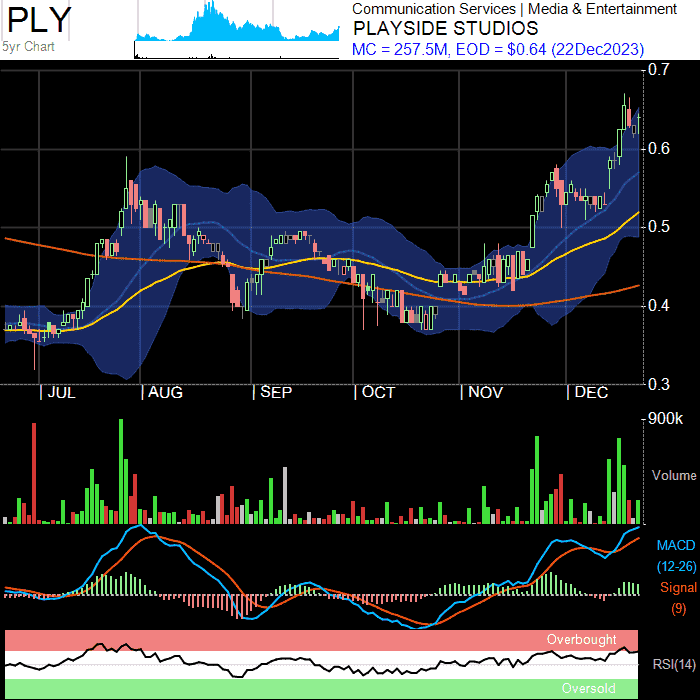 PLY
5yr Chart
Communication Services | Media & Entertainment
PLAYSIDE STUDIOS
MC = 257.5M, EOD = $0.64 (22Dec2023)
0.7
0.6
0.5
0.4
0.3
| JUL | AUG | SEP | OCT | NOV | DEC
900k
Volume
MACD
(12-26)
Signal
(9)
Overbought
RSI(14)
Oversold